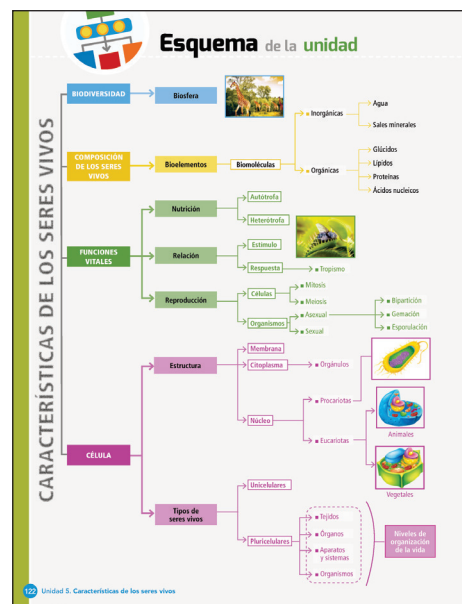 Esquema de la unidad
CARACTERÍSTICAS DE LOS SERES VIVOS
BIODIVERSIDAD
Biosfera
COMPOSICIÓN
DE LOS SERES
VIVOS
Bioelementos
Biomoléculas
Inorgánicas
Agua
Sales minerales
Orgánicas
Glúcidos
Lípidos
Proteínas
Ácidos nucleicos
FUNCIONES
VITALES
Nutrición
Autótrofa
Heterótrofa
Relación
Estímulo
Respuesta
Tropismo
Reproducción
Células
Mitosis
Meiosis
Organismos
Asexual
Bipartición
Gemación
Esporulación
Sexual
CÉLULA
Estructura
Membrana
Citoplasma
Orgánulos
Núcleo
Procariotas
Eucariotas
Animales
Vegetales
Tipos de
seres vivos
Unicelulares
Pluricelulares
Tejidos
Órganos
Aparatos
y sistemas
Organismos
Niveles de
organización
de la vida
122 Unidad 5. Características de los seres vivos